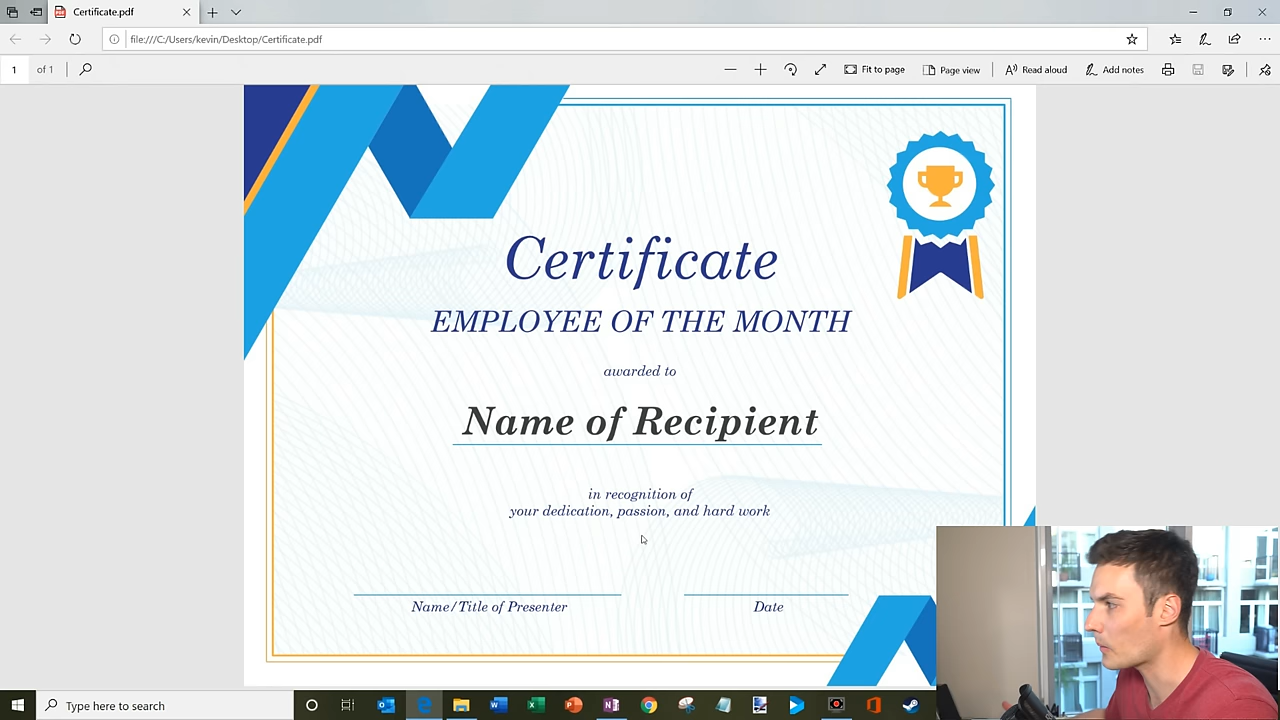 Certificate.pdf
file:///C:/Users/kevin/Desktop/Certificate.pdf
1 of 1 Fit to page Page view Read aloud Add notes
Certificate
EMPLOYEE OF THE MONTH
awarded to
Name of Recipient
in recognition of
your dedication, passion, and hard work
Name/Title of Presenter Date
Type here to search